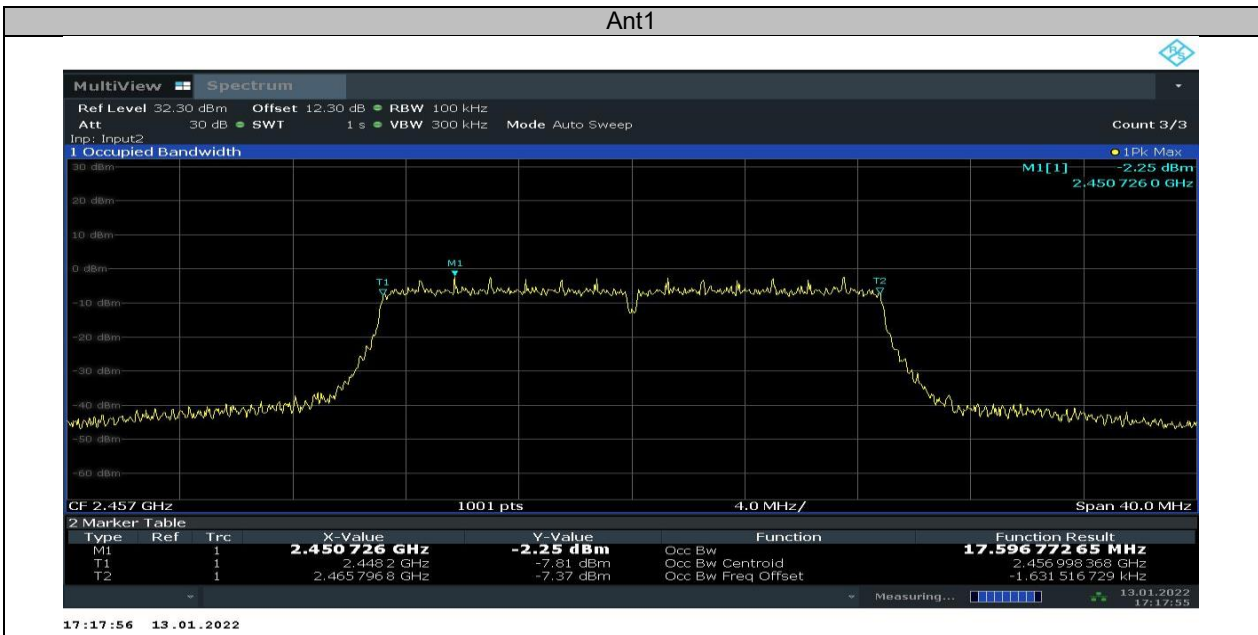 Ant1
R&S
MultiView Spectrum
Ref Level 32.30 dBm Offset 12.30 dB RBW 100 kHz
Att 30 dB SWT 1 s VBW 300 kHz Mode Auto Sweep Count 3/3
Inp: Input2
1 Occupied Bandwidth 1Pk Max
30 dBm M1[1] -2.25 dBm
2.450 726 0 GHz
20 dBm
10 dBm
0 dBm M1
T1 T2
-10 dBm
-20 dBm
-30 dBm
-40 dBm
-50 dBm
-60 dBm
CF 2.457 GHz 1001 pts 4.0 MHz/ Span 40.0 MHz
2 Marker Table
Type Ref Trc X-Value Y-Value Function Function Result
M1 1 2.450 726 GHz -2.25 dBm Occ Bw 17.596 772 65 MHz
T1 1 2.448 2 GHz -7.81 dBm Occ Bw Centroid 2.456 998 368 GHz
T2 1 2.465 796 8 GHz -7.37 dBm Occ Bw Freq Offset -1.631 516 729 kHz
Measuring... 13.01.2022
17:17:55
17:17:56 13.01.2022